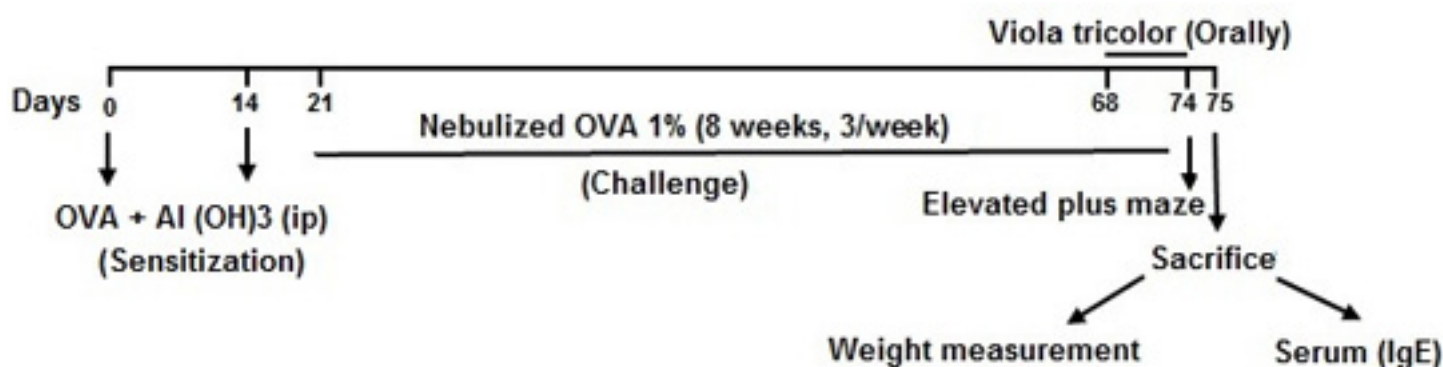 Viola tricolor (Orally)
Days 0 14 21 68 74 75
Nebulized OVA 1% (8 weeks, 3/week)
(Challenge)
OVA + Al (OH)3 (ip)
(Sensitization)
Elevated plus maze
Sacrifice
Weight measurement
Serum (IgE)